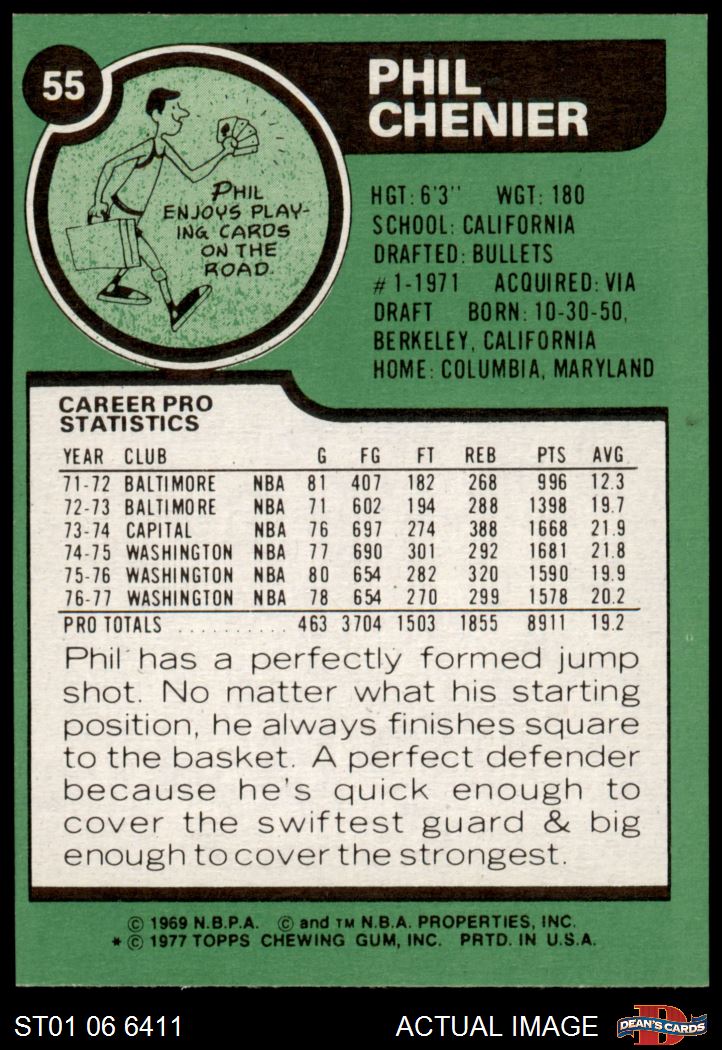 55
PHIL
CHENIER
PHIL
ENJOYS PLAY-
ING CARDS
ON THE
ROAD.
HGT: 6'3" WGT: 180
SCHOOL: CALIFORNIA
DRAFTED: BULLETS
#1-1971 ACQUIRED: VIA
DRAFT BORN: 10-30-50,
BERKELEY, CALIFORNIA
HOME: COLUMBIA, MARYLAND
CAREER PRO
STATISTICS
YEAR CLUB G FG FT REB PTS AVG
71-72 BALTIMORE NBA 81 407 182 268 996 12.3
72-73 BALTIMORE NBA 71 602 194 288 1398 19.7
73-74 CAPITAL NBA 76 697 274 388 1668 21.9
74-75 WASHINGTON NBA 77 690 301 292 1681 21.8
75-76 WASHINGTON NBA 80 654 282 320 1590 19.9
76-77 WASHINGTON NBA 78 654 270 299 1578 20.2
PRO TOTALS .......... 463 3704 1503 1855 8911 19.2
Phil has a perfectly formed jump
shot. No matter what his starting
position, he always finishes square
to the basket. A perfect defender
because he's quick enough to
cover the swiftest guard & big
enough to cover the strongest.
© 1969 N.B.P.A. © and TM N.B.A. PROPERTIES, INC.
* © 1977 TOPPS CHEWING GUM, INC. PRTD. IN U.S.A.
ST01 06 6411 ACTUAL IMAGE
D
DEAN'S CARDS